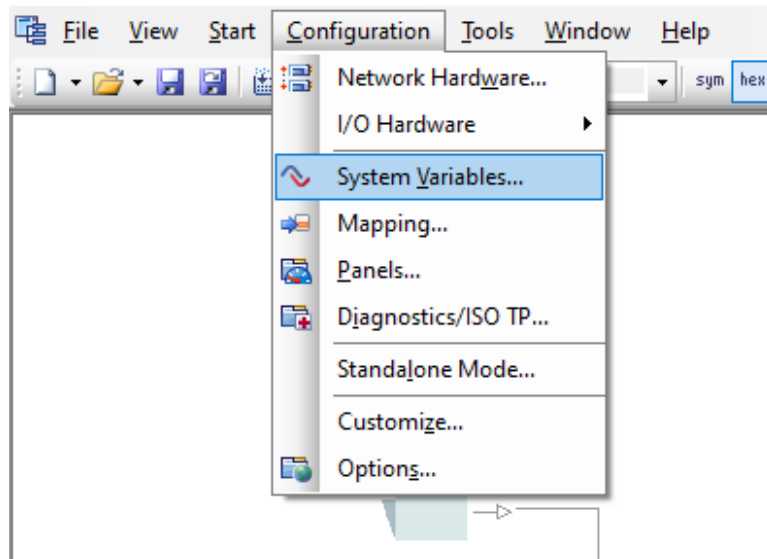 File View Start Configuration Tools Window Help
sym hex
Network Hardware...
I/O Hardware
System Variables...
Mapping...
Panels...
Diagnostics/ISO TP...
Standalone Mode...
Customize...
Options...